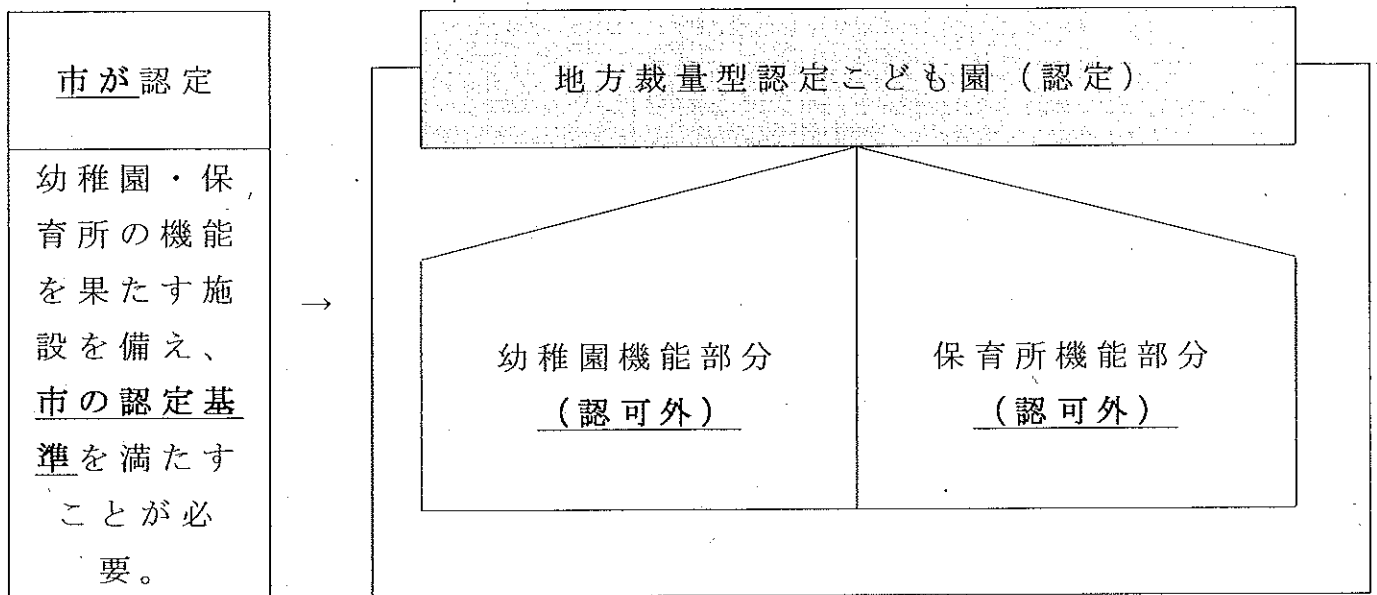 市が認定
幼稚園・保
育所の機能
を果たす施
設を備え、
市の認定基
準を満たす
ことが必
要。
→
地方裁量型認定こども園（認定）
幼稚園機能部分
（認可外）
保育所機能部分
（認可外）